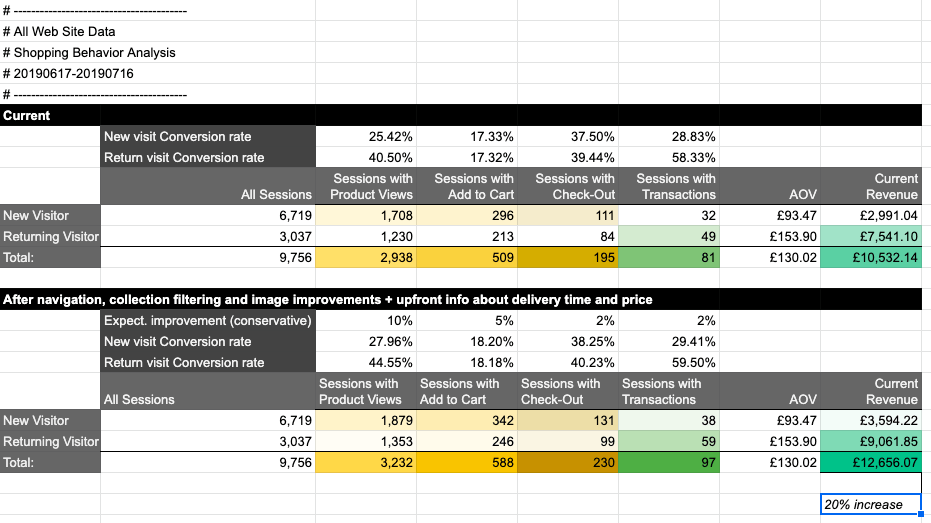 # ----------------------------------------
# All Web Site Data
# Shopping Behavior Analysis
# 20190617-20190716
# ----------------------------------------
Current
New visit Conversion rate 25.42% 17.33% 37.50% 28.83%
Return visit Conversion rate 40.50% 17.32% 39.44% 58.33%
All Sessions Sessions with Product Views Sessions with Add to Cart Sessions with Check-Out Sessions with Transactions AOV Current Revenue
New Visitor 6,719 1,708 296 111 32 £93.47 £2,991.04
Returning Visitor 3,037 1,230 213 84 49 £153.90 £7,541.10
Total: 9,756 2,938 509 195 81 £130.02 £10,532.14
After navigation, collection filtering and image improvements + upfront info about delivery time and price
Expect. improvement (conservative) 10% 5% 2% 2%
New visit Conversion rate 27.96% 18.20% 38.25% 29.41%
Return visit Conversion rate 44.55% 18.18% 40.23% 59.50%
All Sessions Sessions with Product Views Sessions with Add to Cart Sessions with Check-Out Sessions with Transactions AOV Current Revenue
New Visitor 6,719 1,879 342 131 38 £93.47 £3,594.22
Returning Visitor 3,037 1,353 246 99 59 £153.90 £9,061.85
Total: 9,756 3,232 588 230 97 £130.02 £12,656.07
20% increase